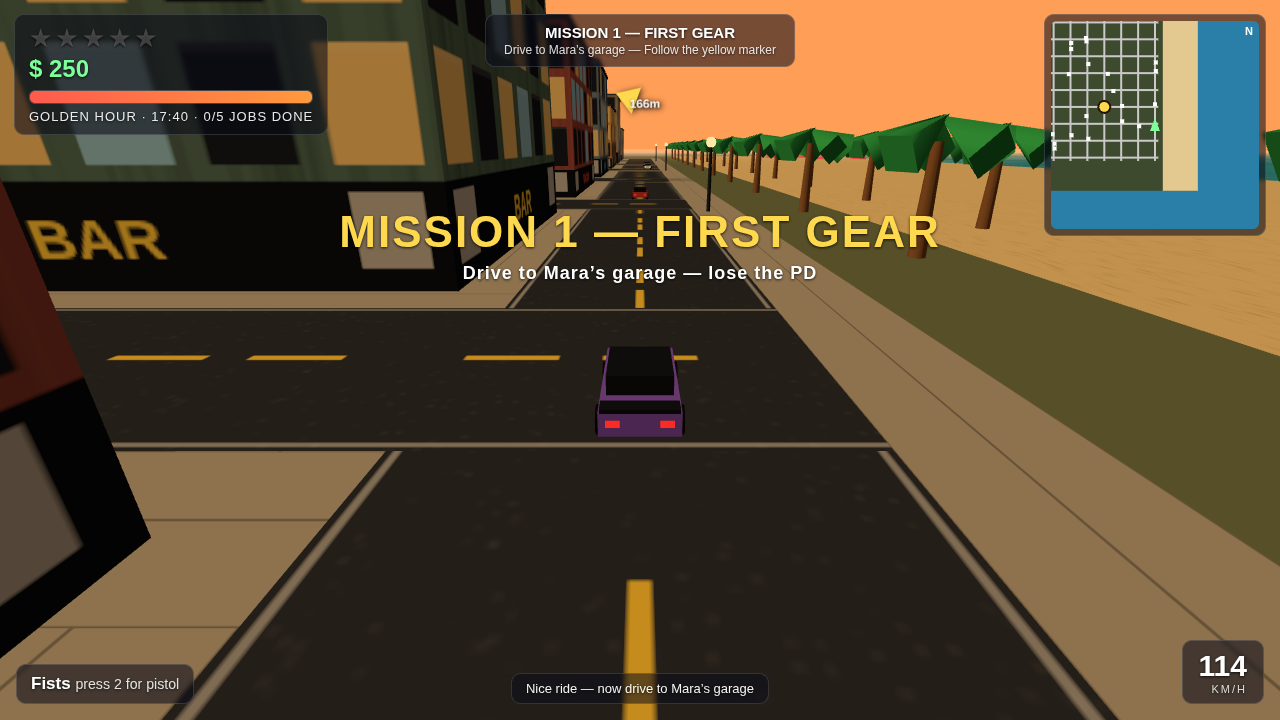 ★★★★★
$ 250
GOLDEN HOUR · 17:40 · 0/5 JOBS DONE
MISSION 1 — FIRST GEAR
Drive to Mara's garage — Follow the yellow marker
N
166m
BAR
BAR
MISSION 1 — FIRST GEAR
Drive to Mara’s garage — lose the PD
Fists press 2 for pistol
Nice ride — now drive to Mara’s garage
114
KM/H